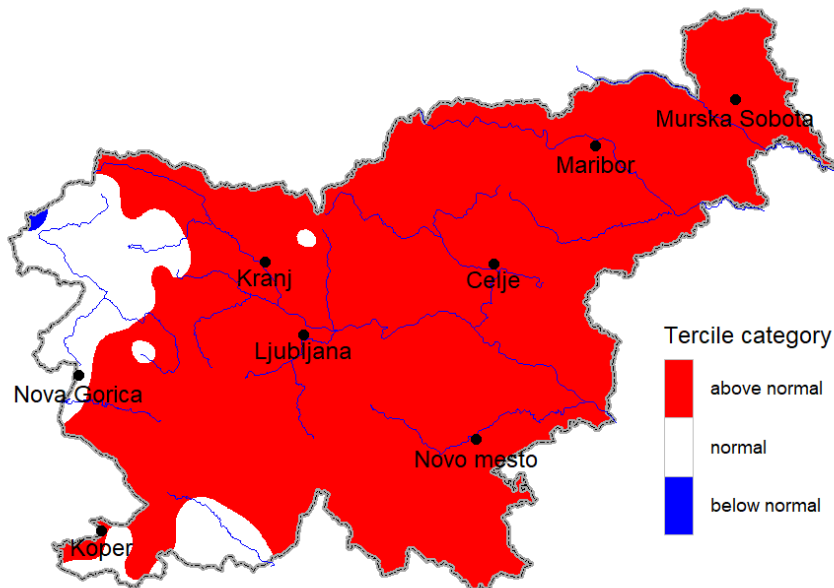 Murska Sobota
Maribor
Kranj
Celje
Ljubljana
Nova Gorica
Novo mesto
Koper
Tercile category
above normal
normal
below normal